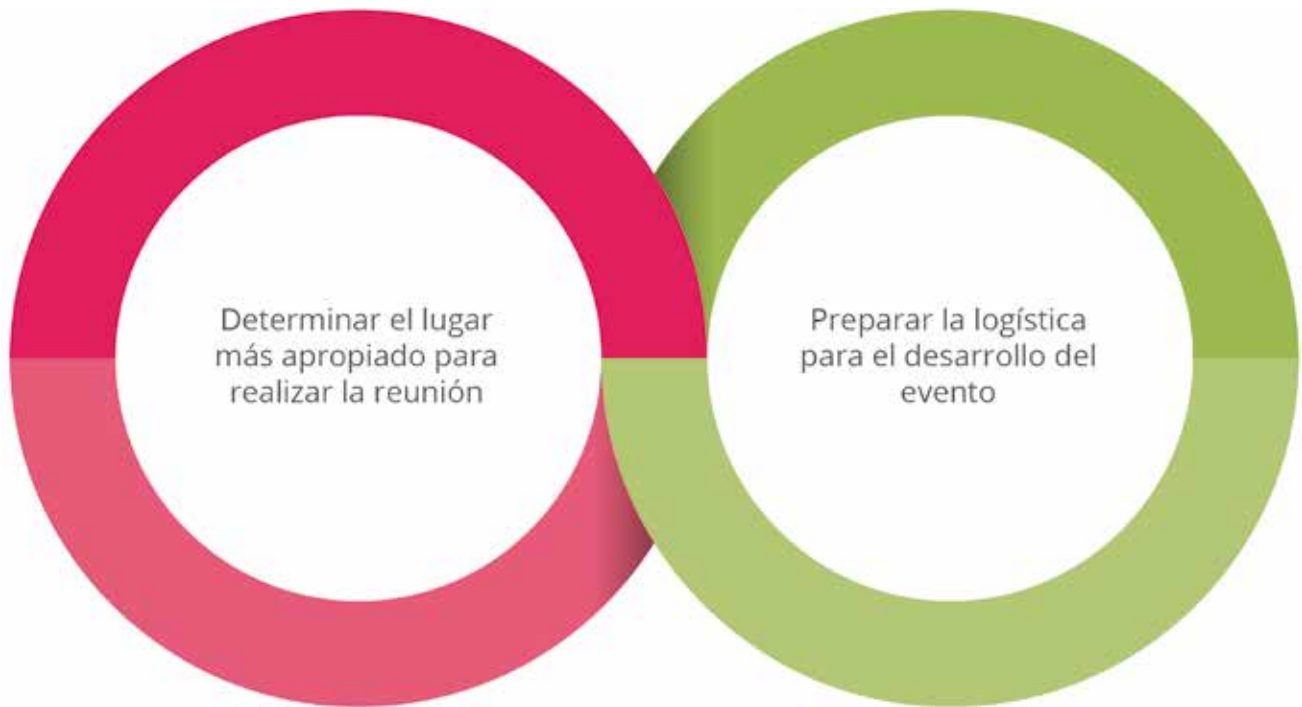 Determinar el lugar
más apropiado para
realizar la reunión
Preparar la logística
para el desarrollo del
evento